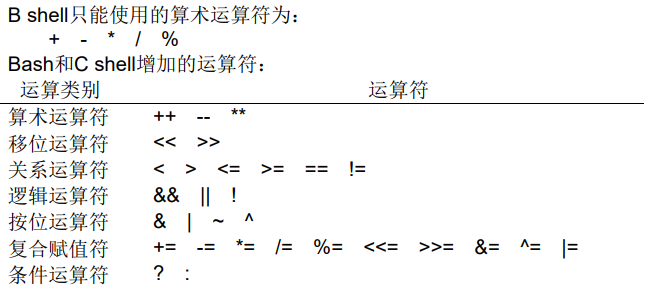 B shell只能使用的算术运算符为：
+ - * / %
Bash和C shell增加的运算符：
运算类别 运算符
算术运算符 ++ -- **
移位运算符 << >>
关系运算符 < > <= >= == !=
逻辑运算符 && || !
按位运算符 & | ~ ^
复合赋值符 += -= *= /= %= <<= >>= &= ^= |=
条件运算符 ? :